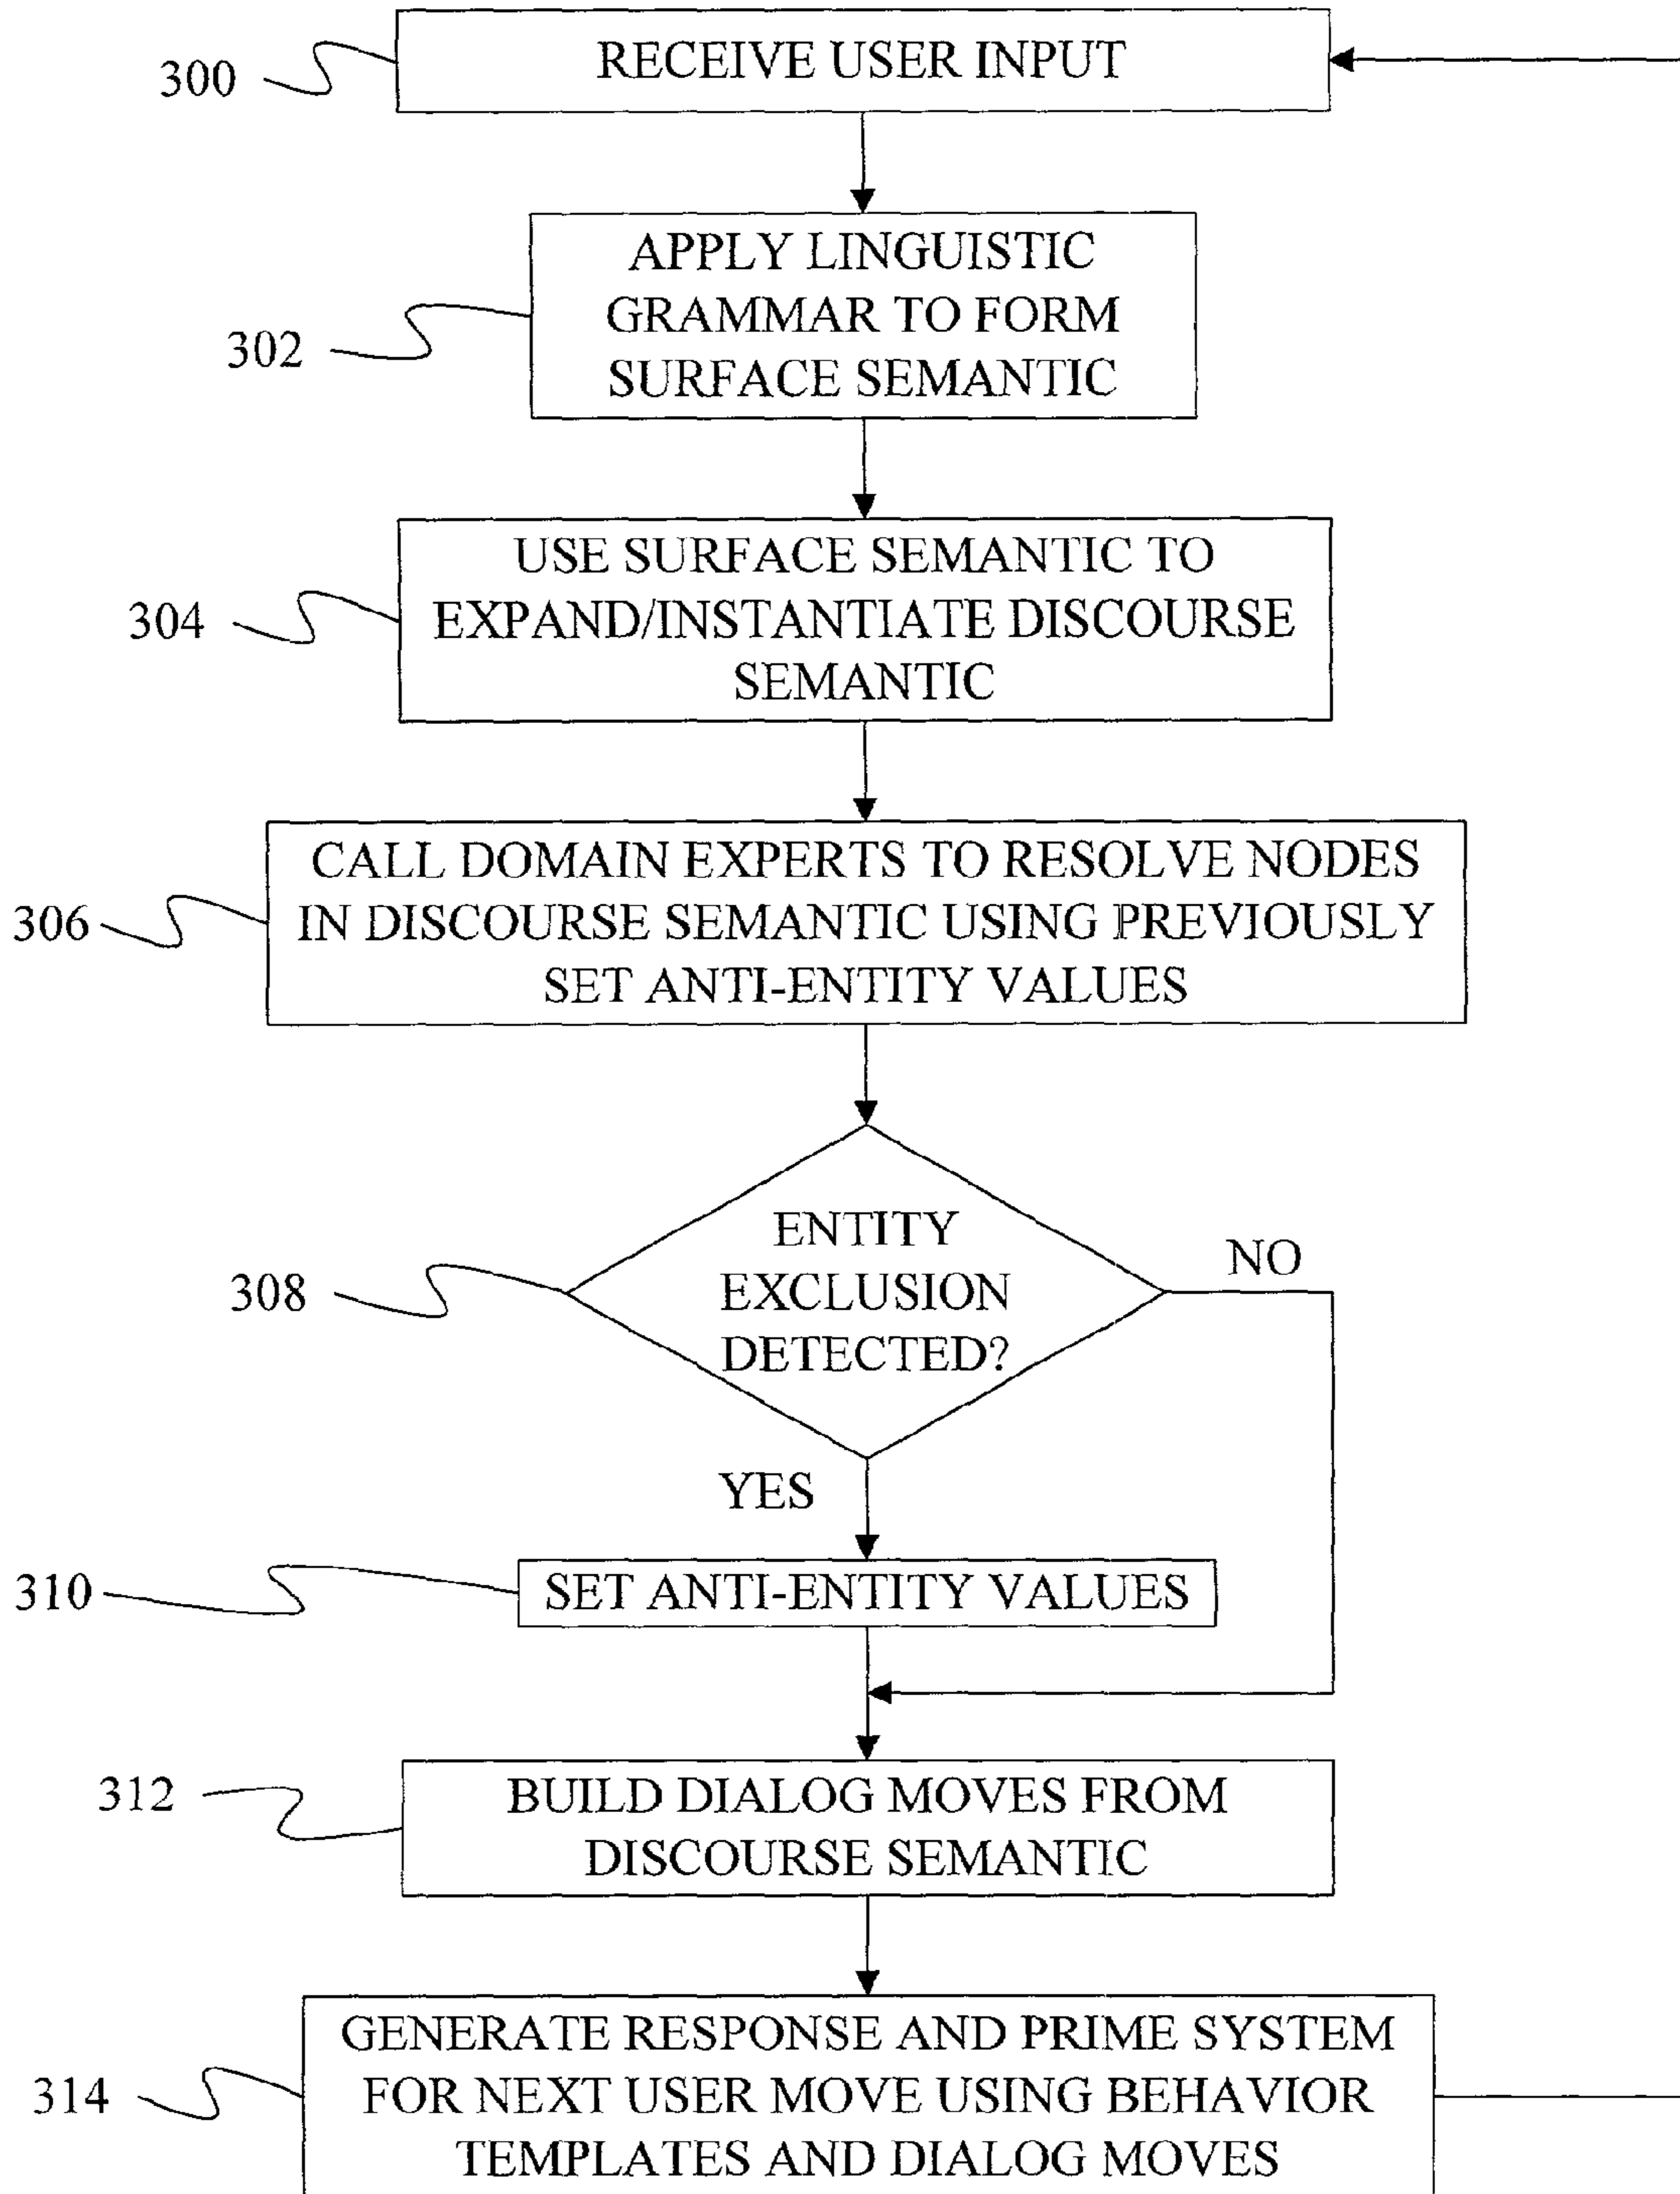 300
RECEIVE USER INPUT
302
APPLY LINGUISTIC
GRAMMAR TO FORM
SURFACE SEMANTIC
304
USE SURFACE SEMANTIC TO
EXPAND/INSTANTIATE DISCOURSE
SEMANTIC
306
CALL DOMAIN EXPERTS TO RESOLVE NODES
IN DISCOURSE SEMANTIC USING PREVIOUSLY
SET ANTI-ENTITY VALUES
308
ENTITY
EXCLUSION
DETECTED?
NO
YES
310
SET ANTI-ENTITY VALUES
312
BUILD DIALOG MOVES FROM
DISCOURSE SEMANTIC
314
GENERATE RESPONSE AND PRIME SYSTEM
FOR NEXT USER MOVE USING BEHAVIOR
TEMPLATES AND DIALOG MOVES